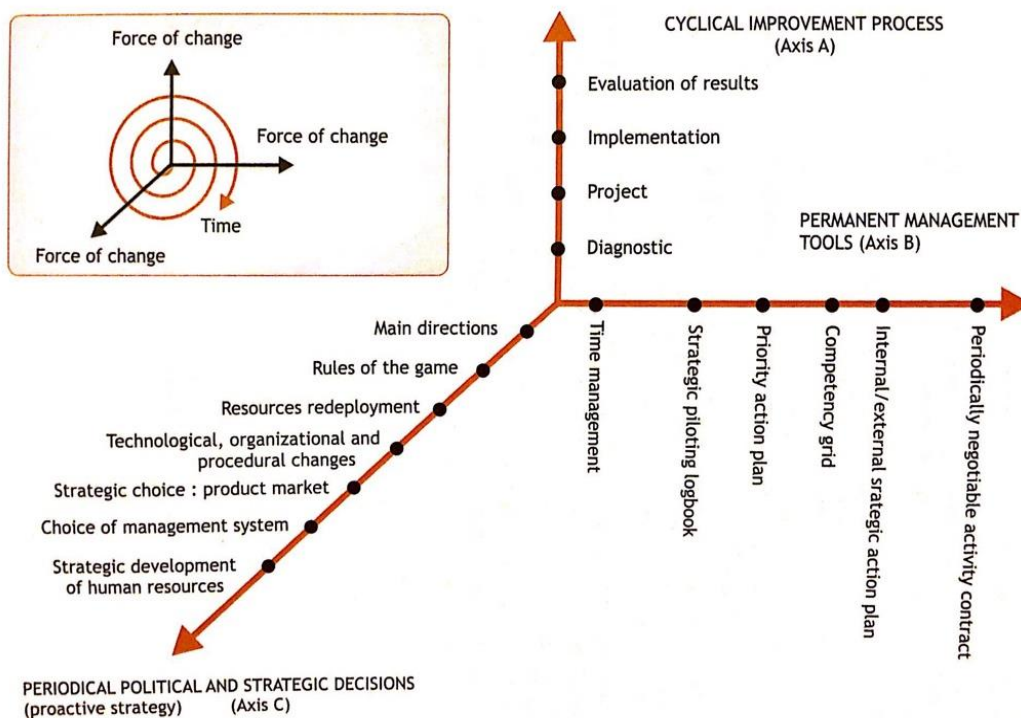 Force of change
Force of change
Time
Force of change
CYCLICAL IMPROVEMENT PROCESS
(Axis A)
Evaluation of results
Implementation
Project
Diagnostic
PERMANENT MANAGEMENT
TOOLS (Axis B)
Time management
Strategic piloting logbook
Priority action plan
Competency grid
Internal/external srategic action plan
Periodically negotiable activity contract
Main directions
Rules of the game
Resources redeployment
Technological, organizational and
procedural changes
Strategic choice : product market
Choice of management system
Strategic development
of human resources
PERIODICAL POLITICAL AND STRATEGIC DECISIONS
(proactive strategy) (Axis C)